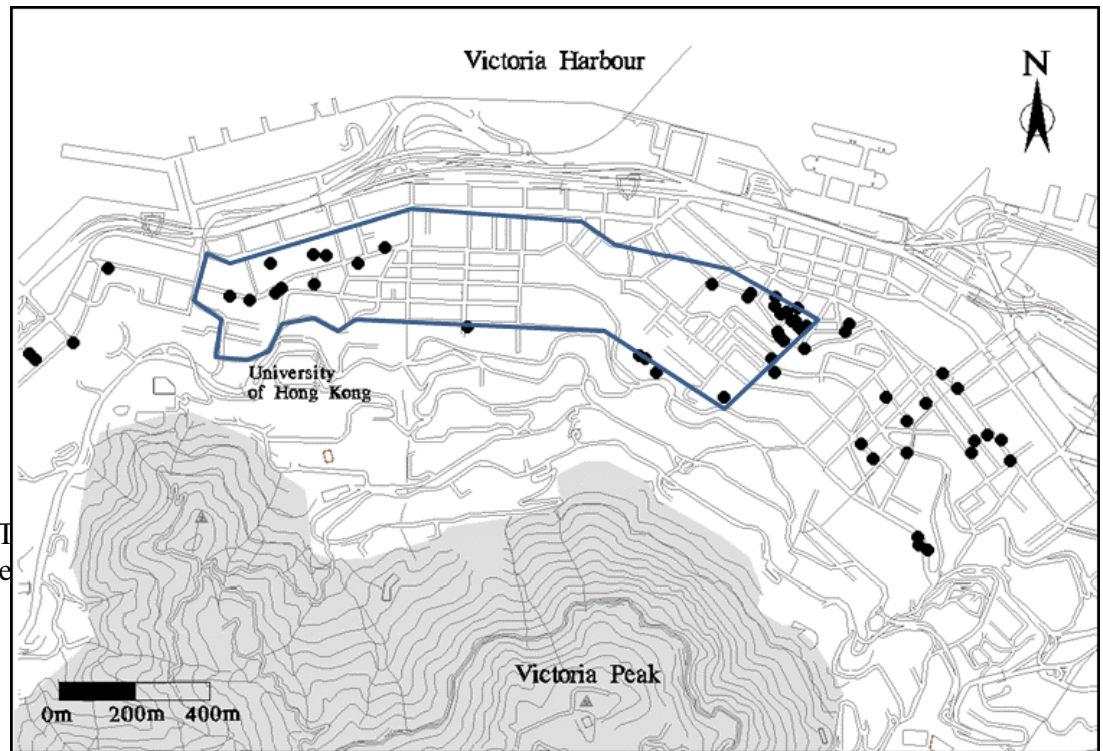 Victoria Harbour
N
University
of Hong Kong
T
e
Victoria Peak
0m 200m 400m